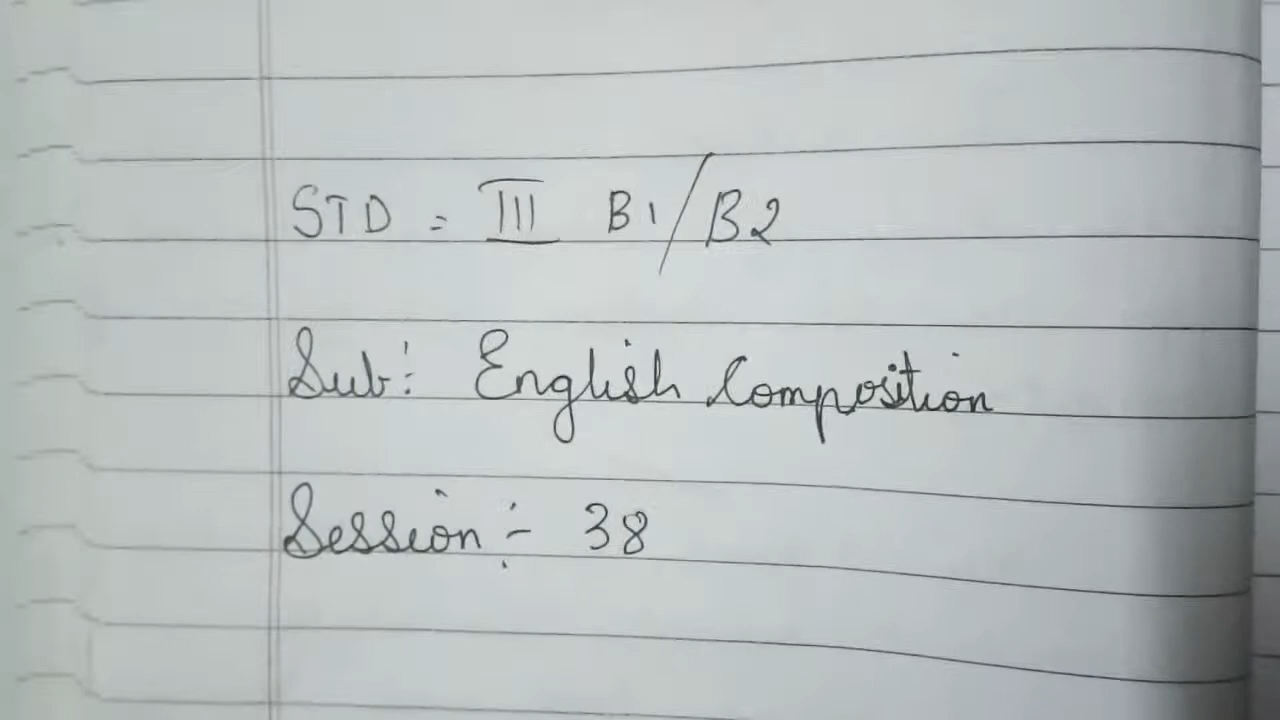 STD = III B1/B2
Sub: English Composition
Session :- 38